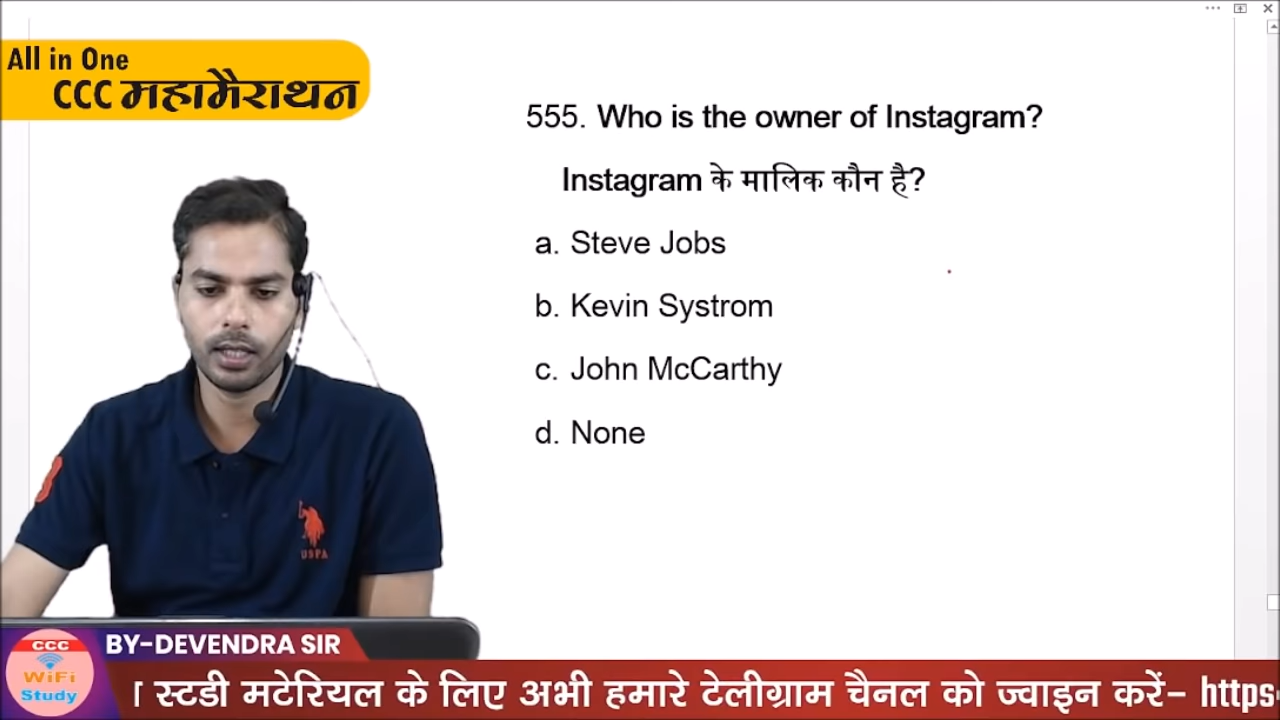 All in One
CCC महामैराथन
555. Who is the owner of Instagram?
Instagram के मालिक कौन है?
a. Steve Jobs
b. Kevin Systrom
c. John McCarthy
d. None
USPA
CCC
WiFi
Study
BY-DEVENDRA SIR
स्टडी मटेरियल के लिए अभी हमारे टेलीग्राम चैनल को ज्वाइन करें- https